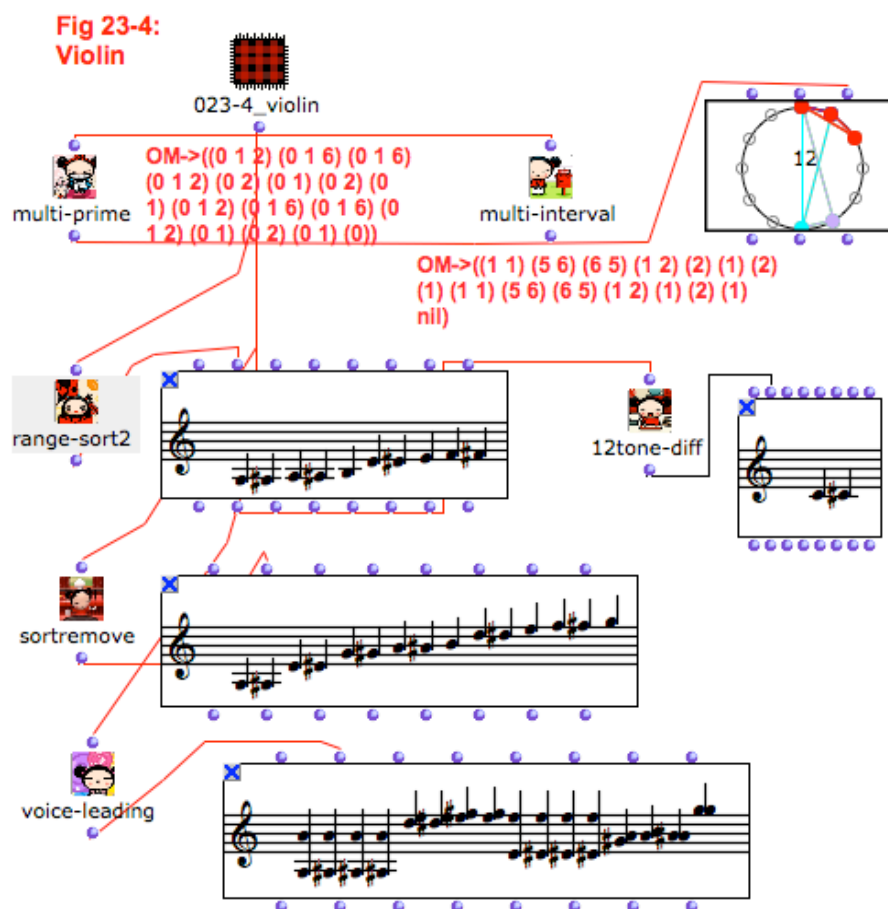 Fig 23-4:
Violin
023-4_violin
OM->((0 1 2) (0 1 6) (0 1 6)
(0 1 2) (0 2) (0 1) (0 2) (0
1) (0 1 2) (0 1 6) (0 1 6) (0
1 2) (0 1) (0 2) (0 1) (0))
multi-prime
multi-interval
12
OM->((1 1) (5 6) (6 5) (1 2) (2) (1) (2)
(1) (1 1) (5 6) (6 5) (1 2) (1) (2) (1)
nil)
range-sort2
12tone-diff
sortremove
voice-leading